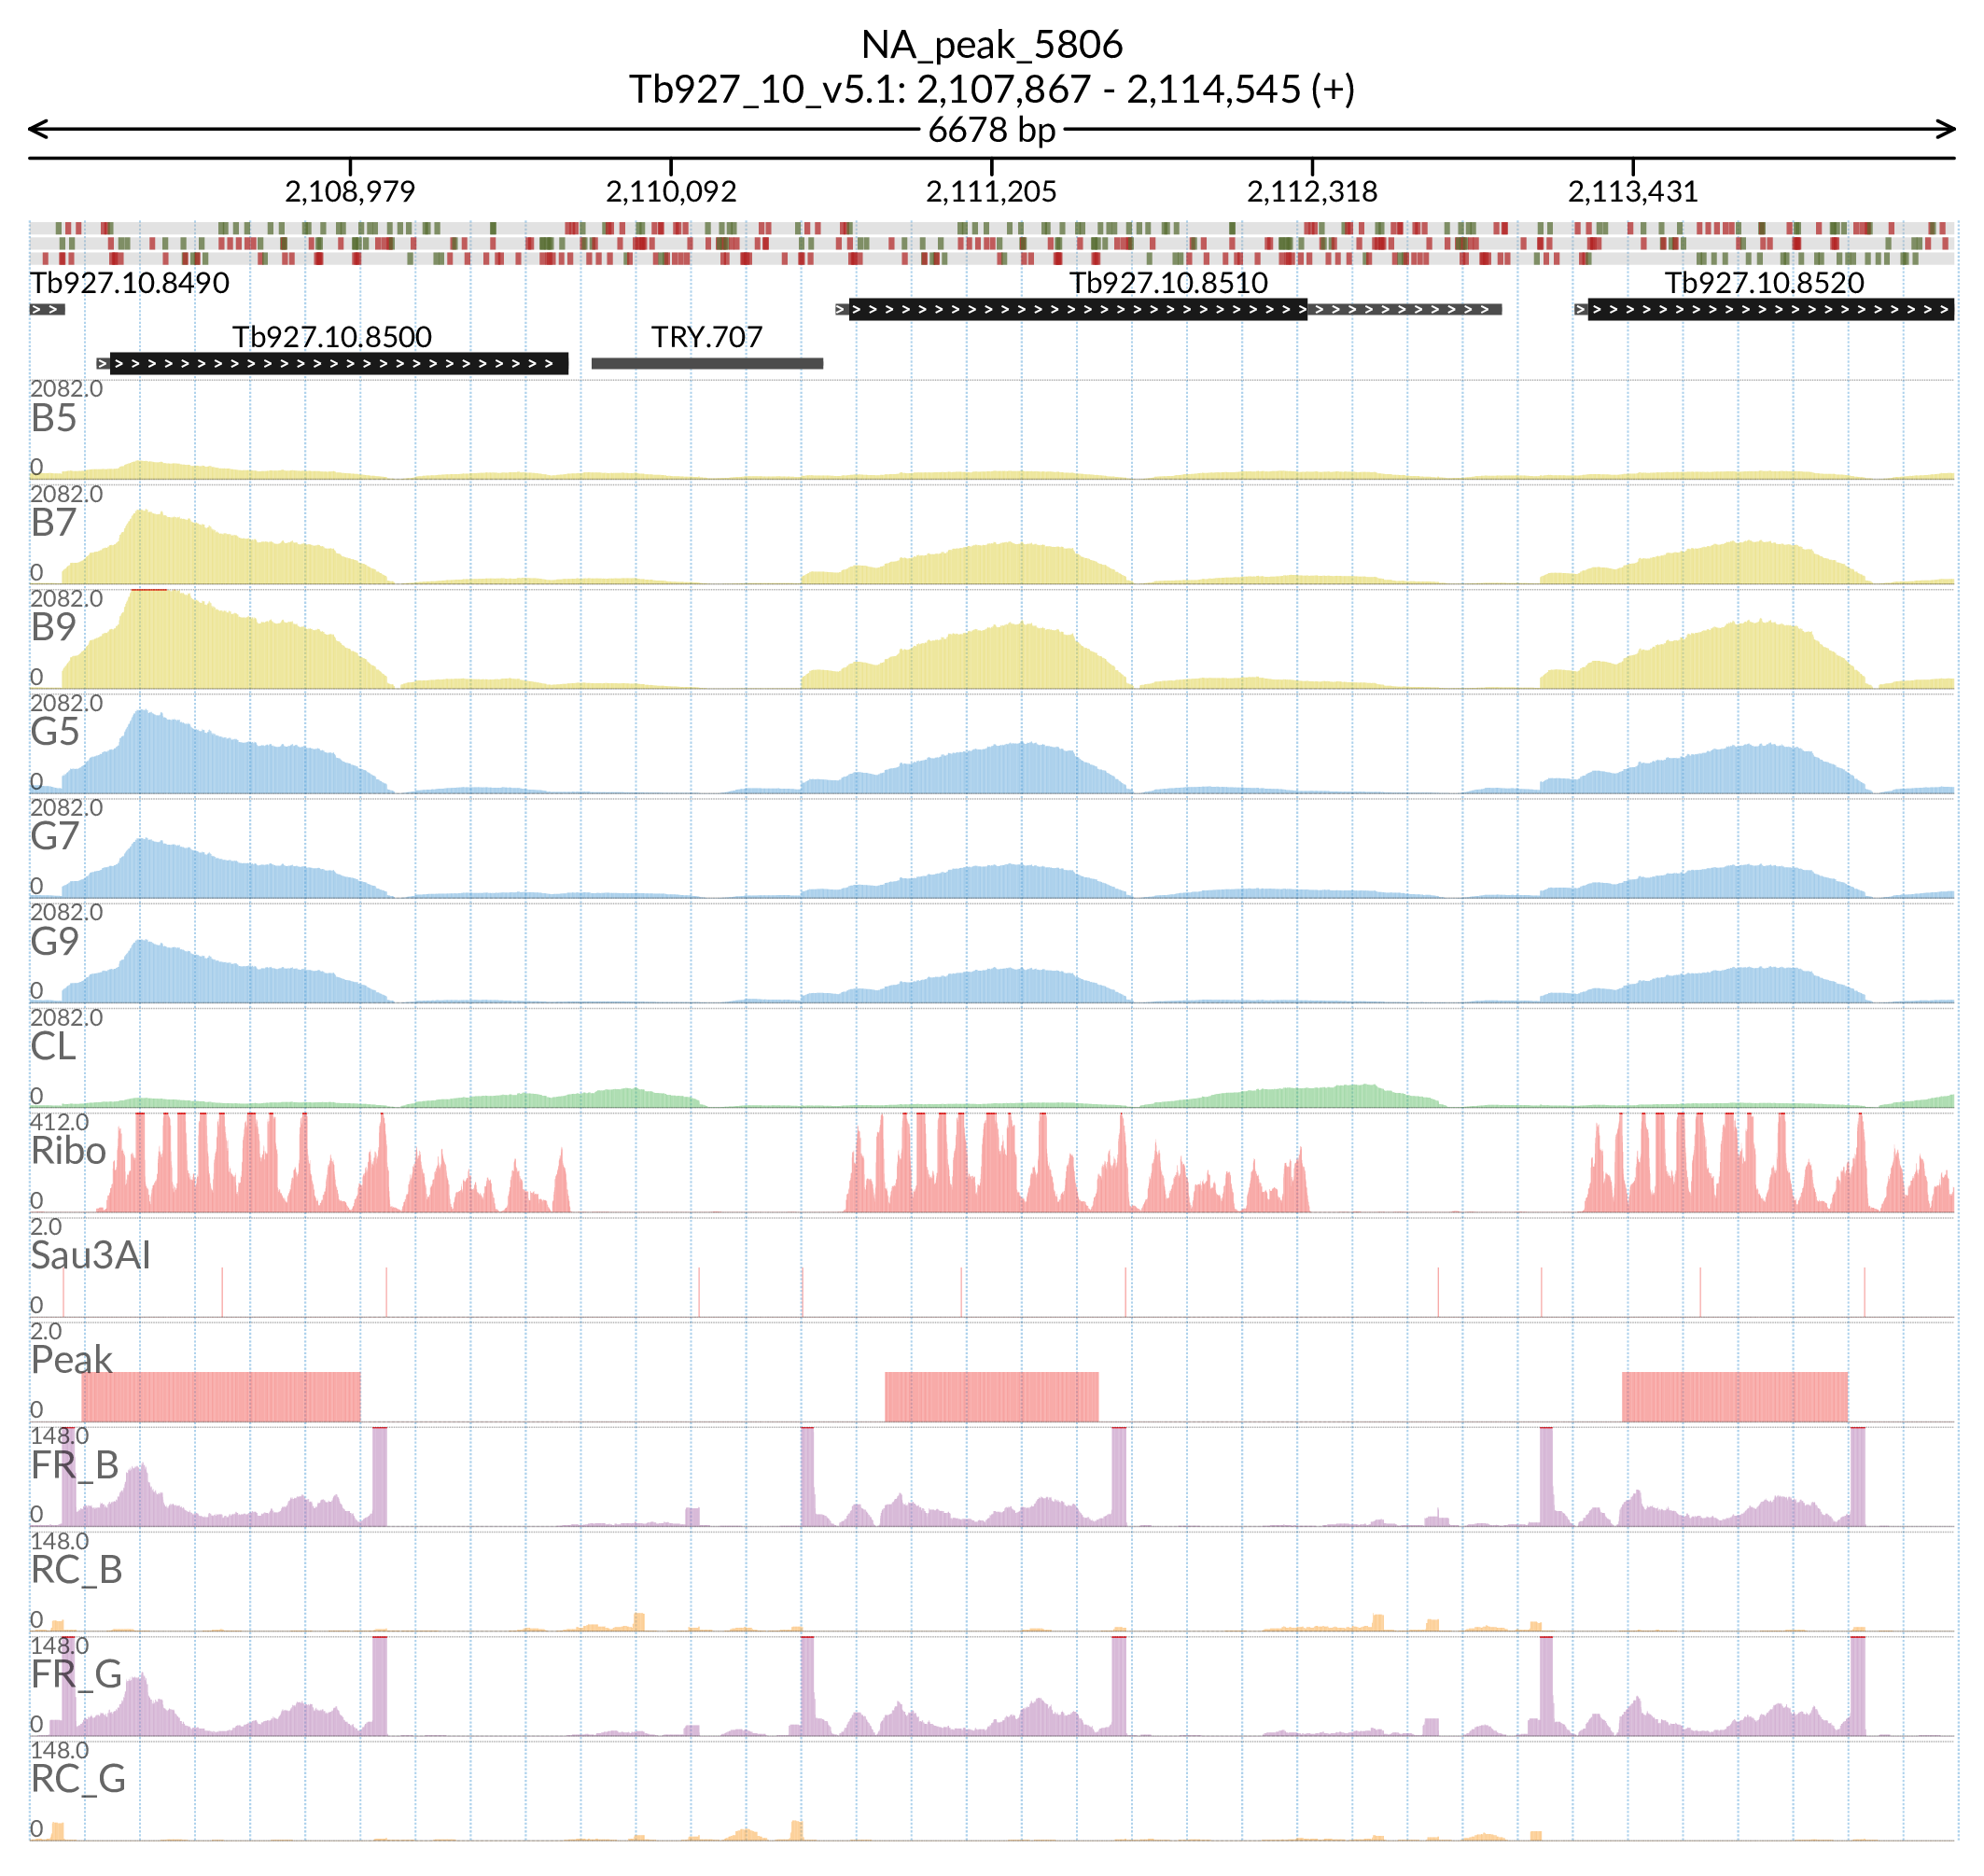 NA_peak_5806
Tb927_10_v5.1: 2,107,867 - 2,114,545 (+)
6678 bp
2,108,979 2,110,092 2,111,205 2,112,318 2,113,431
Tb927.10.8490 Tb927.10.8510 Tb927.10.8520
Tb927.10.8500 TRY.707
2082.0
B5
0
2082.0
B7
0
2082.0
B9
0
2082.0
G5
0
2082.0
G7
0
2082.0
G9
0
2082.0
CL
0
412.0
Ribo
0
2.0
Sau3AI
0
2.0
Peak
0
148.0
FR_B
0
148.0
RC_B
0
148.0
FR_G
0
148.0
RC_G
0